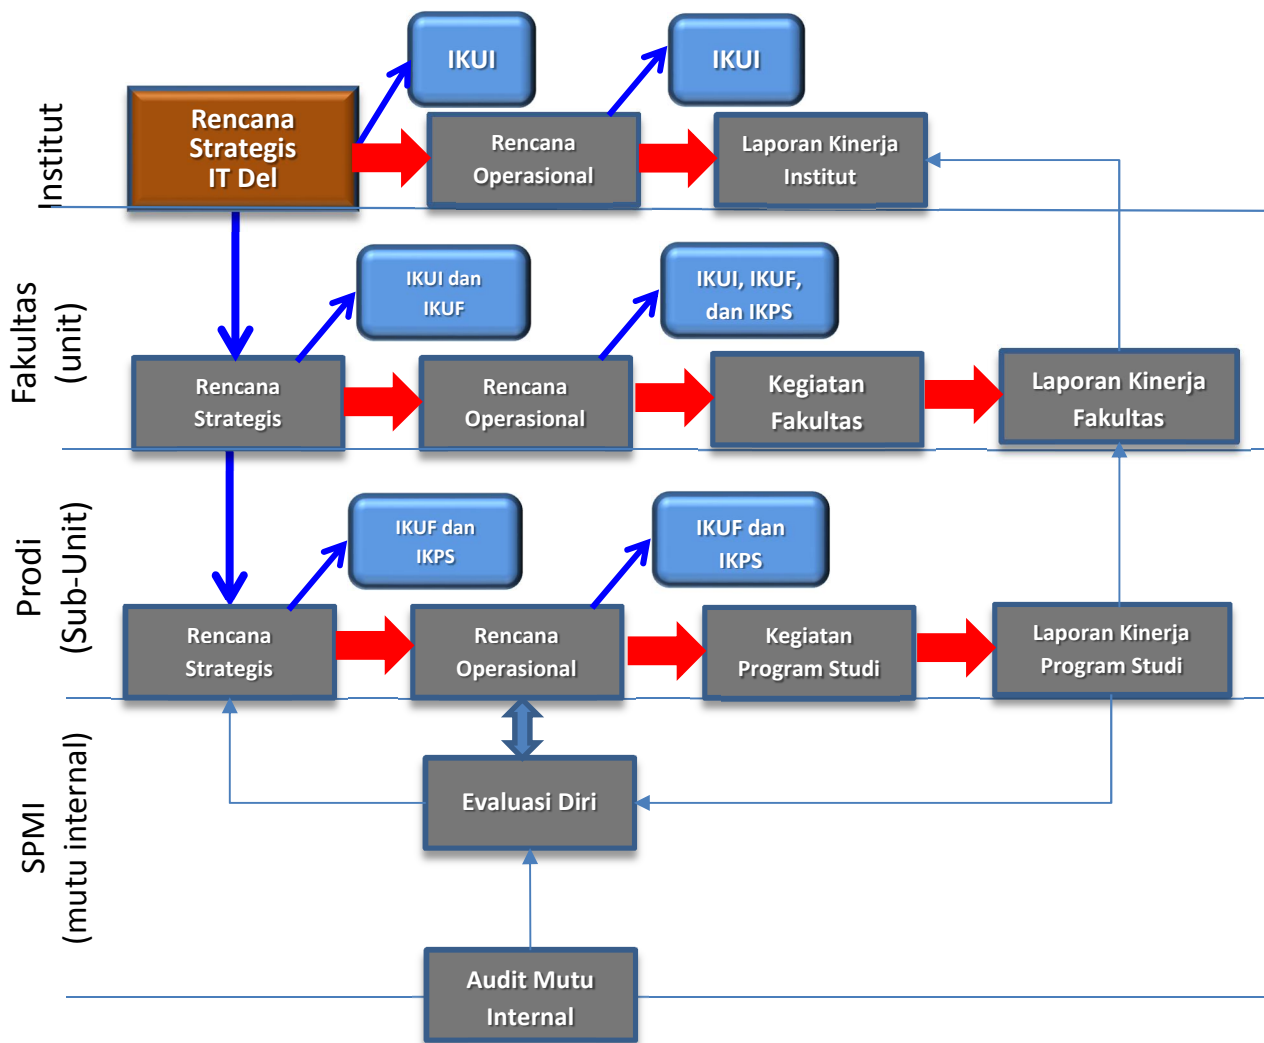 Institut
IKUI
IKUI
Rencana
Strategis
IT Del
Rencana
Operasional
Laporan Kinerja
Institut
Fakultas
(unit)
IKUI dan
IKUF
IKUI, IKUF,
dan IKPS
Rencana
Strategis
Rencana
Operasional
Kegiatan
Fakultas
Laporan Kinerja
Fakultas
Prodi
(Sub-Unit)
IKUF dan
IKPS
IKUF dan
IKPS
Rencana
Strategis
Rencana
Operasional
Kegiatan
Program Studi
Laporan Kinerja
Program Studi
SPMI
(mutu internal)
Evaluasi Diri
Audit Mutu
Internal